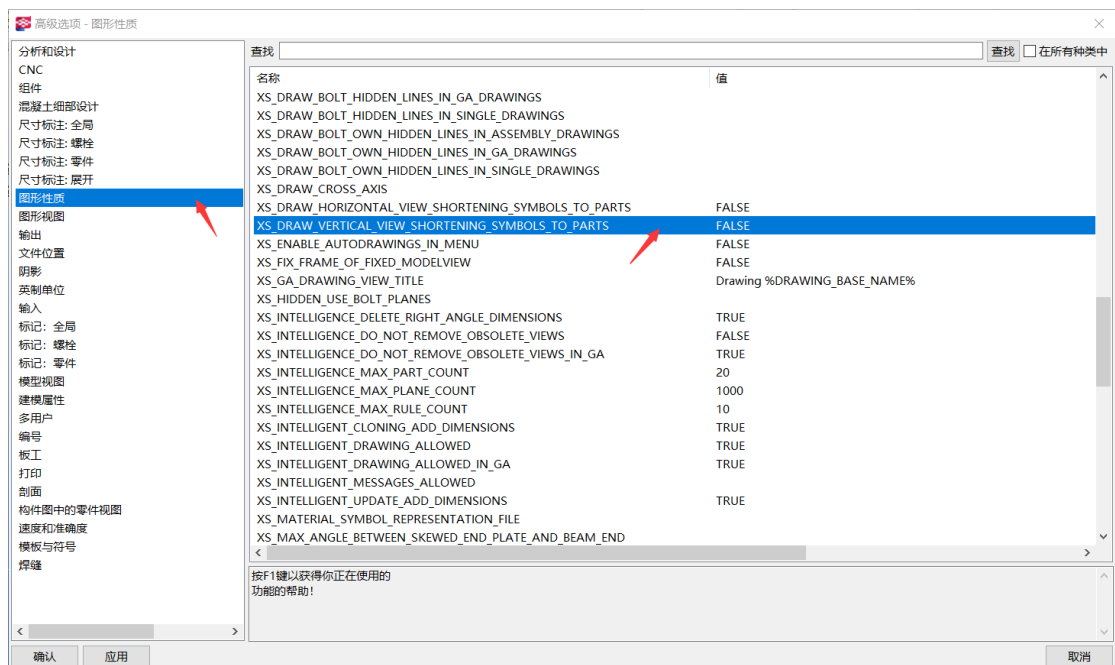 高级选项 - 图形性质
分析和设计
CNC
组件
混凝土细部设计
尺寸标注: 全局
尺寸标注: 螺栓
尺寸标注: 零件
尺寸标注: 展开
图形性质
图形视图
输出
文件位置
阴影
英制单位
输入
标记：全局
标记：螺栓
标记：零件
模型视图
建模属性
多用户
编号
板工
打印
剖面
构件图中的零件视图
速度和准确度
模板与符号
焊缝
查找 查找 在所有种类中
名称 值
XS_DRAW_BOLT_HIDDEN_LINES_IN_GA_DRAWINGS
XS_DRAW_BOLT_HIDDEN_LINES_IN_SINGLE_DRAWINGS
XS_DRAW_BOLT_OWN_HIDDEN_LINES_IN_ASSEMBLY_DRAWINGS
XS_DRAW_BOLT_OWN_HIDDEN_LINES_IN_GA_DRAWINGS
XS_DRAW_BOLT_OWN_HIDDEN_LINES_IN_SINGLE_DRAWINGS
XS_DRAW_CROSS_AXIS
XS_DRAW_HORIZONTAL_VIEW_SHORTENING_SYMBOLS_TO_PARTS FALSE
XS_DRAW_VERTICAL_VIEW_SHORTENING_SYMBOLS_TO_PARTS FALSE
XS_ENABLE_AUTODRAWINGS_IN_MENU FALSE
XS_FIX_FRAME_OF_FIXED_MODELVIEW FALSE
XS_GA_DRAWING_VIEW_TITLE Drawing %DRAWING_BASE_NAME%
XS_HIDDEN_USE_BOLT_PLANES
XS_INTELLIGENCE_DELETE_RIGHT_ANGLE_DIMENSIONS TRUE
XS_INTELLIGENCE_DO_NOT_REMOVE_OBSOLETE_VIEWS FALSE
XS_INTELLIGENCE_DO_NOT_REMOVE_OBSOLETE_VIEWS_IN_GA TRUE
XS_INTELLIGENCE_MAX_PART_COUNT 20
XS_INTELLIGENCE_MAX_PLANE_COUNT 1000
XS_INTELLIGENCE_MAX_RULE_COUNT 10
XS_INTELLIGENT_CLONING_ADD_DIMENSIONS TRUE
XS_INTELLIGENT_DRAWING_ALLOWED TRUE
XS_INTELLIGENT_DRAWING_ALLOWED_IN_GA TRUE
XS_INTELLIGENT_MESSAGES_ALLOWED
XS_INTELLIGENT_UPDATE_ADD_DIMENSIONS TRUE
XS_MATERIAL_SYMBOL_REPRESENTATION_FILE
XS_MAX_ANGLE_BETWEEN_SKEWED_END_PLATE_AND_BEAM_END
按F1键以获得你正在使用的
功能的帮助!
确认 应用 取消